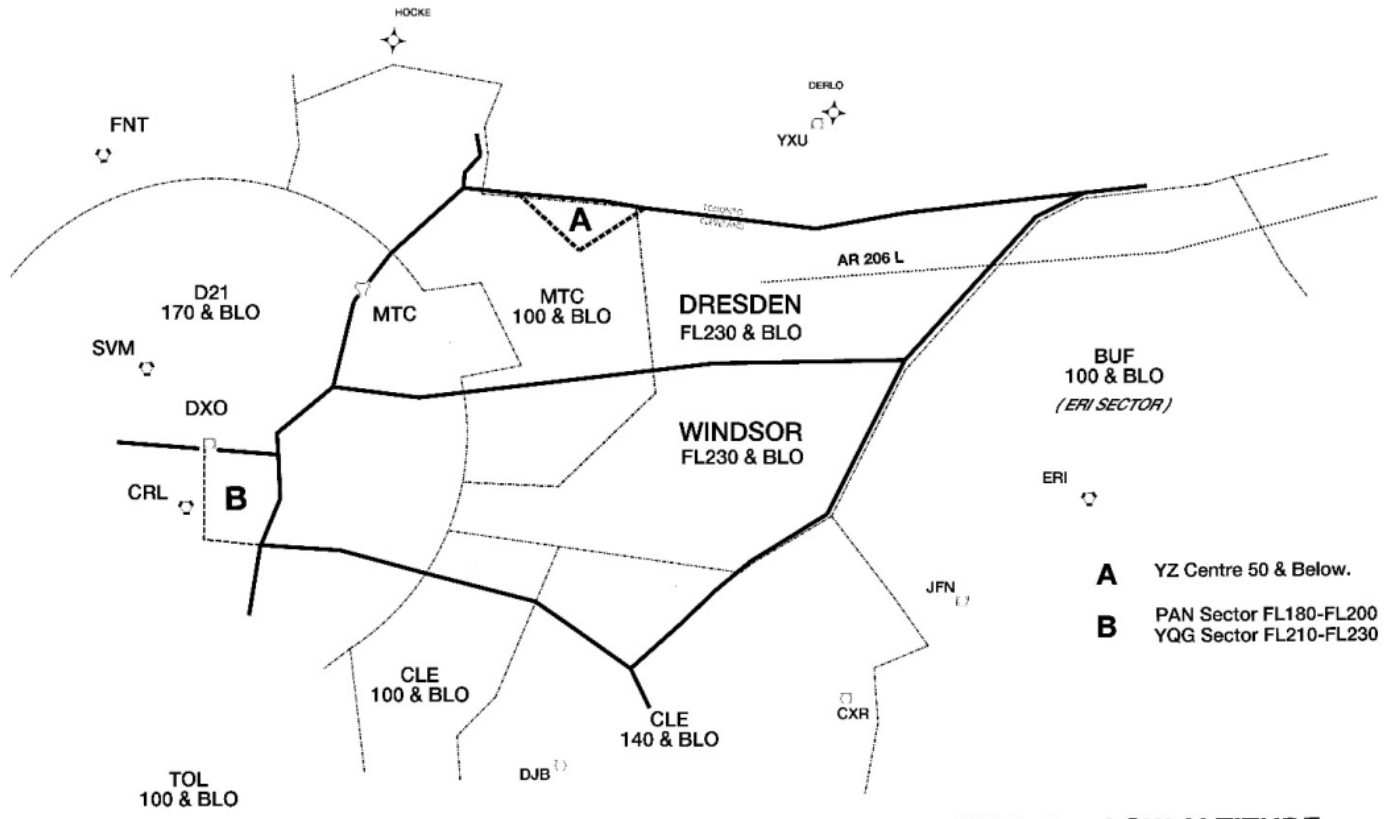 HOCKE
DERLO
FNT
YXU
A
TORONTO
CLEVELAND
AR 206 L
D21
170 & BLO
MTC
MTC
100 & BLO
DRESDEN
FL230 & BLO
SVM
BUF
100 & BLO
(ERI SECTOR)
DXO
WINDSOR
FL230 & BLO
CRL
B
ERI
A YZ Centre 50 & Below.
JFN
B PAN Sector FL180-FL200
YQG Sector FL210-FL230
CLE
100 & BLO
CLE
140 & BLO
CXR
DJB
TOL
100 & BLO